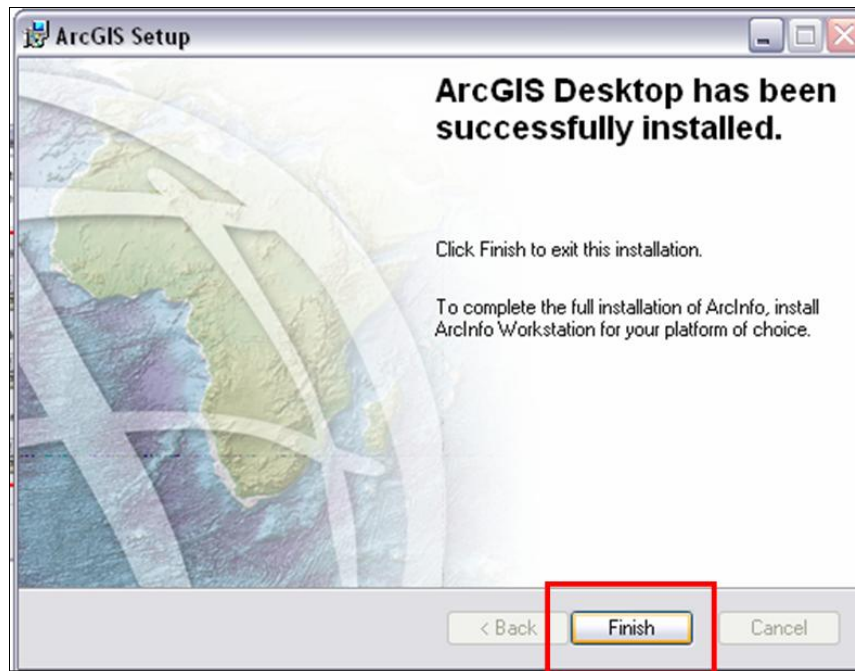 ArcGIS Setup
ArcGIS Desktop has been
successfully installed.
Click Finish to exit this installation.
To complete the full installation of ArcInfo, install
ArcInfo Workstation for your platform of choice.
< Back
Finish
Cancel